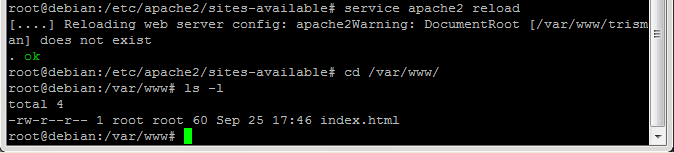 root@debian:/etc/apache2/sites-available# service apache2 reload
[....] Reloading web server config: apache2Warning: DocumentRoot [/var/www/trism
an] does not exist
. ok
root@debian:/etc/apache2/sites-available# cd /var/www/
root@debian:/var/www# ls -l
total 4
-rw-r--r-- 1 root root 60 Sep 25 17:46 index.html
root@debian:/var/www#